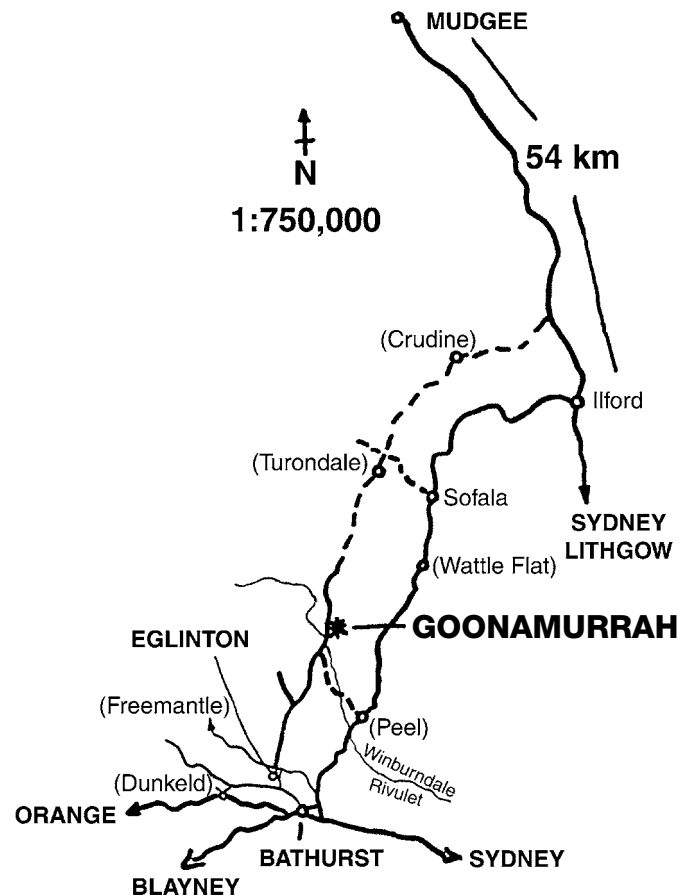 MUDGEE
54 km
N
1:750,000
(Crudine)
Ilford
(Turondale)
Sofala
SYDNEY
LITHGOW
(Wattle Flat)
GOONAMURRAH
EGLINTON
(Freemantle)
(Peel)
Winburndale
Rivulet
(Dunkeld)
ORANGE
BATHURST
SYDNEY
BLAYNEY